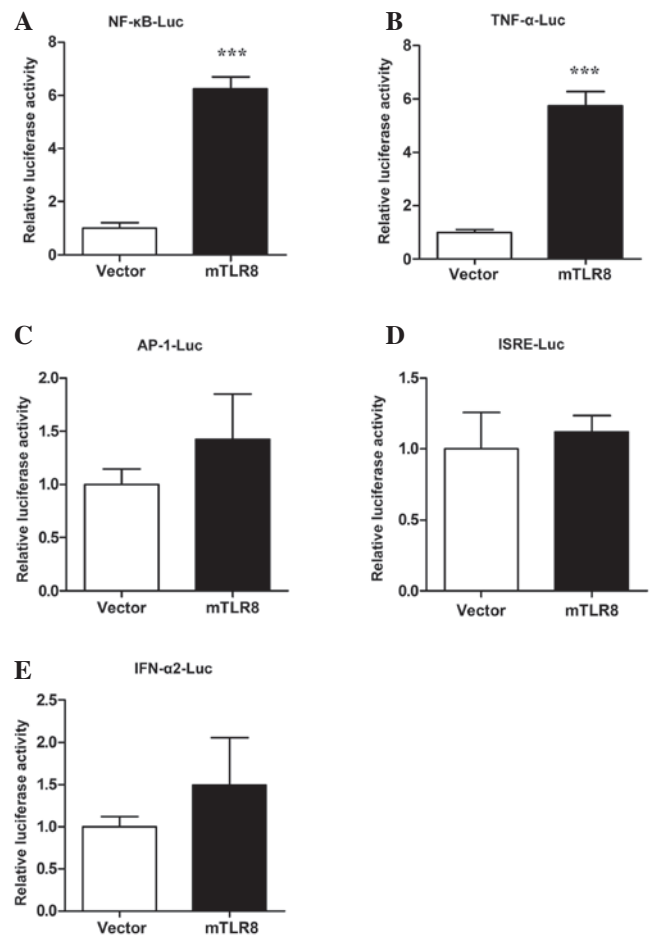 A
NF-κB-Luc
***
Relative luciferase activity
8
6
4
2
0
Vector mTLR8
B
TNF-α-Luc
***
Relative luciferase activity
8
6
4
2
0
Vector mTLR8
C
AP-1-Luc
Relative luciferase activity
2.0
1.5
1.0
0.5
0.0
Vector mTLR8
D
ISRE-Luc
Relative luciferase activity
1.5
1.0
0.5
0.0
Vector mTLR8
E
IFN-α2-Luc
Relative luciferase activity
2.5
2.0
1.5
1.0
0.5
0.0
Vector mTLR8